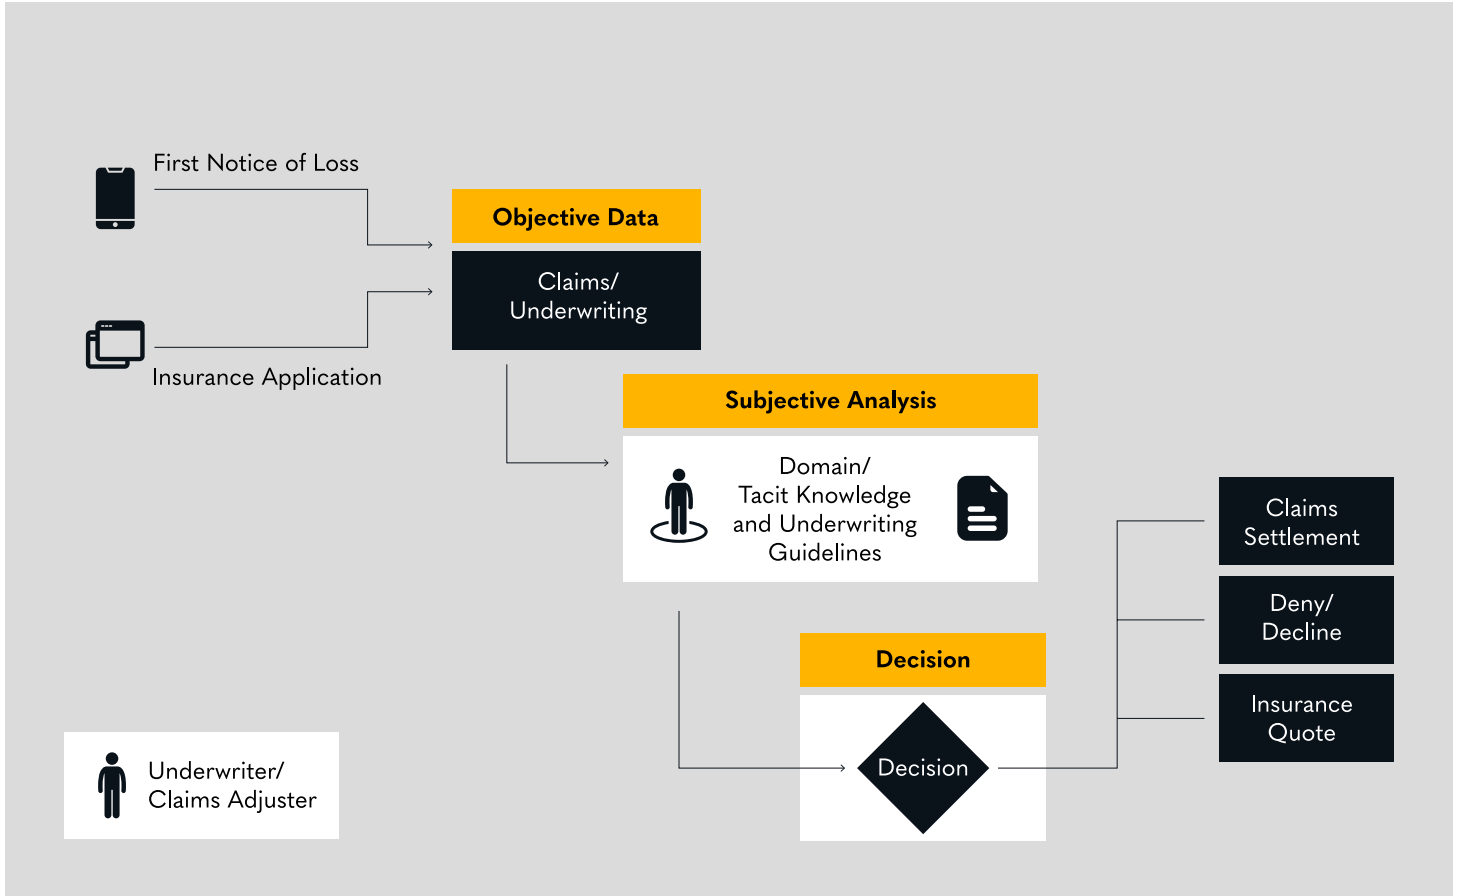 First Notice of Loss
Objective Data
Claims/
Underwriting
Insurance Application
Subjective Analysis
Domain/
Tacit Knowledge
and Underwriting
Guidelines
Decision
Decision
Claims
Settlement
Deny/
Decline
Insurance
Quote
Underwriter/
Claims Adjuster